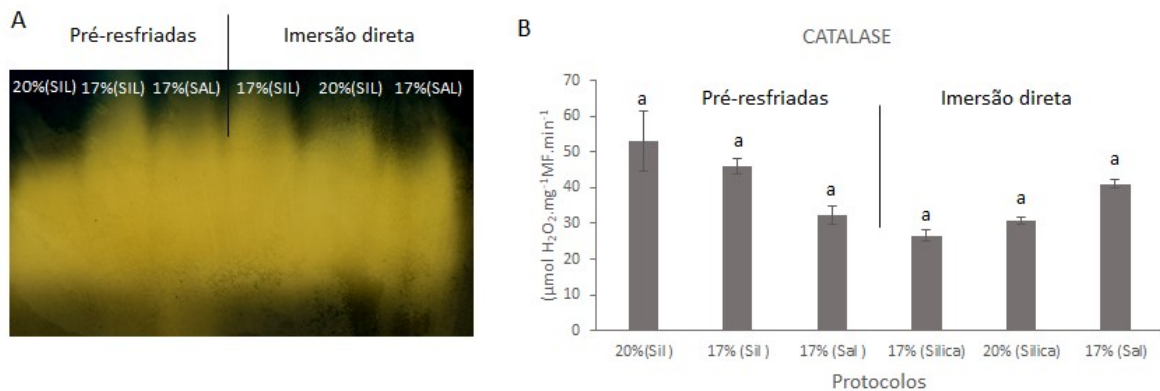 A
Pré-resfriadas Imersão direta
20%(SIL) 17%(SIL) 17%(SAL) 17%(SIL) 20%(SIL) 17%(SAL)
B
CATALASE
Pré-resfriadas Imersão direta
(µmol H₂O₂.mg⁻¹MF.min⁻¹
70
60
50
40
30
20
10
0
a a a a a a
20%(Sil ) 17% (Sil ) 17% (Sal ) 17% (Silica) 20% (Silica) 17% (Sal)
Protocolos